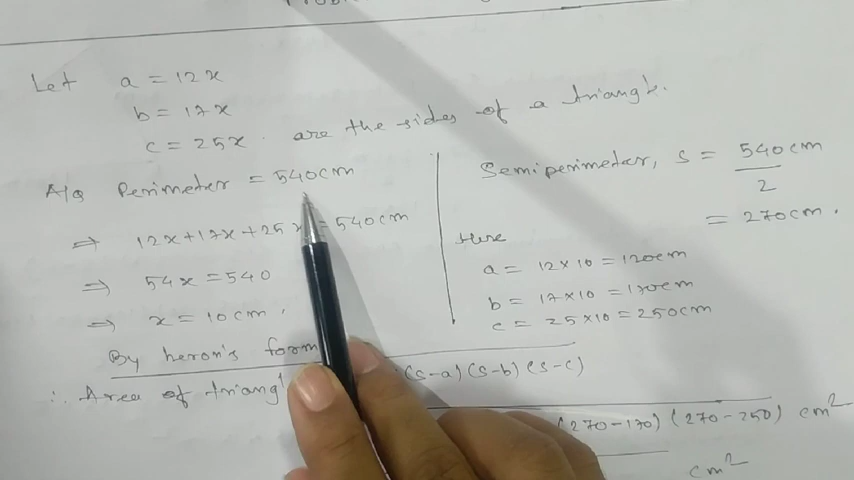 Let a = 12x
b = 17x
c = 25x are the sides of a triangle.
A/Q Perimeter = 540cm
⇒ 12x+17x+25x = 540cm
⇒ 54x = 540
⇒ x = 10cm.
Semiperimeter, s = 540cm
2
= 270cm.
Here
a = 12×10 = 120cm
b = 17×10 = 170cm
c = 25×10 = 250cm
By heron's form
∴ Area of triangl (s-a)(s-b)(s-c)
(270-170)(270-250) cm²
cm²